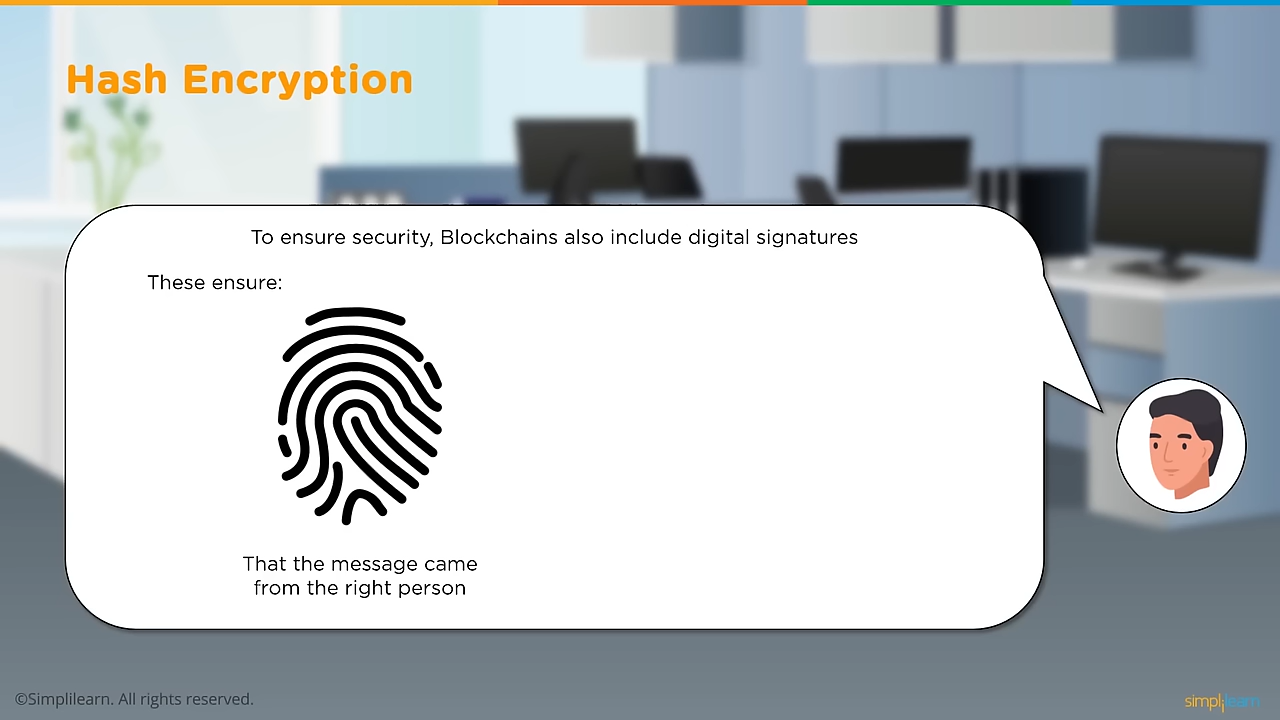 Hash Encryption
To ensure security, Blockchains also include digital signatures
These ensure:
That the message came
from the right person
©Simplilearn. All rights reserved.
simplilearn